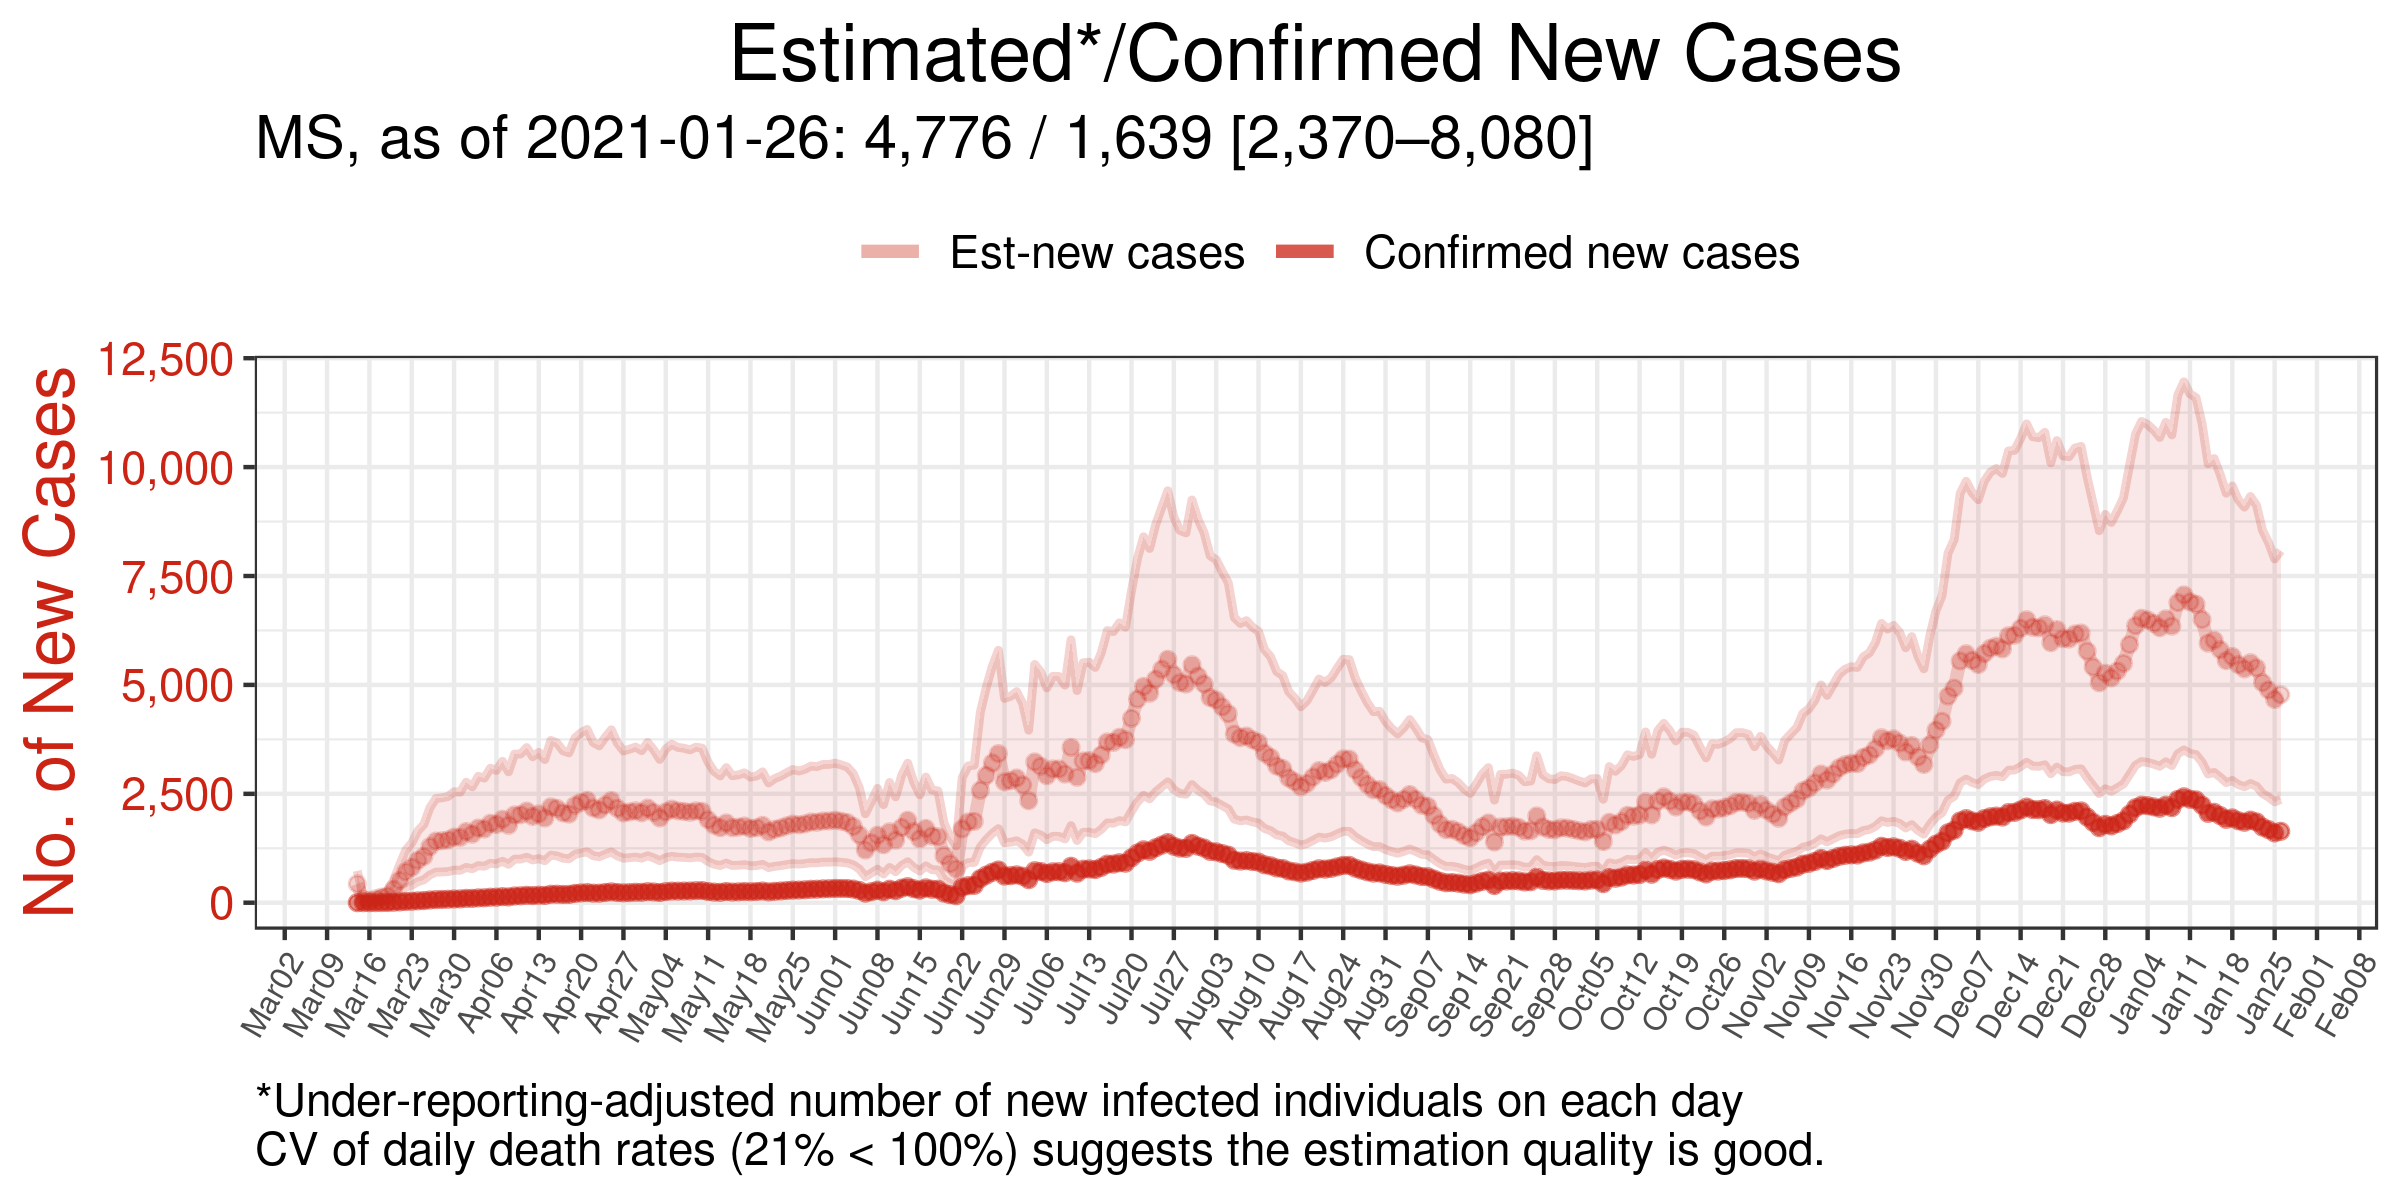 Estimated*/Confirmed New Cases
MS, as of 2021-01-26: 4,776 / 1,639 [2,370–8,080]
Est-new cases Confirmed new cases
No. of New Cases
12,500
10,000
7,500
5,000
2,500
0
Mar02 Mar09 Mar16 Mar23 Mar30 Apr06 Apr13 Apr20 Apr27 May04 May11 May18 May25 Jun01 Jun08 Jun15 Jun22 Jun29 Jul06 Jul13 Jul20 Jul27 Aug03 Aug10 Aug17 Aug24 Aug31 Sep07 Sep14 Sep21 Sep28 Oct05 Oct12 Oct19 Oct26 Nov02 Nov09 Nov16 Nov23 Nov30 Dec07 Dec14 Dec21 Dec28 Jan04 Jan11 Jan18 Jan25 Feb01 Feb08
*Under-reporting-adjusted number of new infected individuals on each day
CV of daily death rates (21% < 100%) suggests the estimation quality is good.